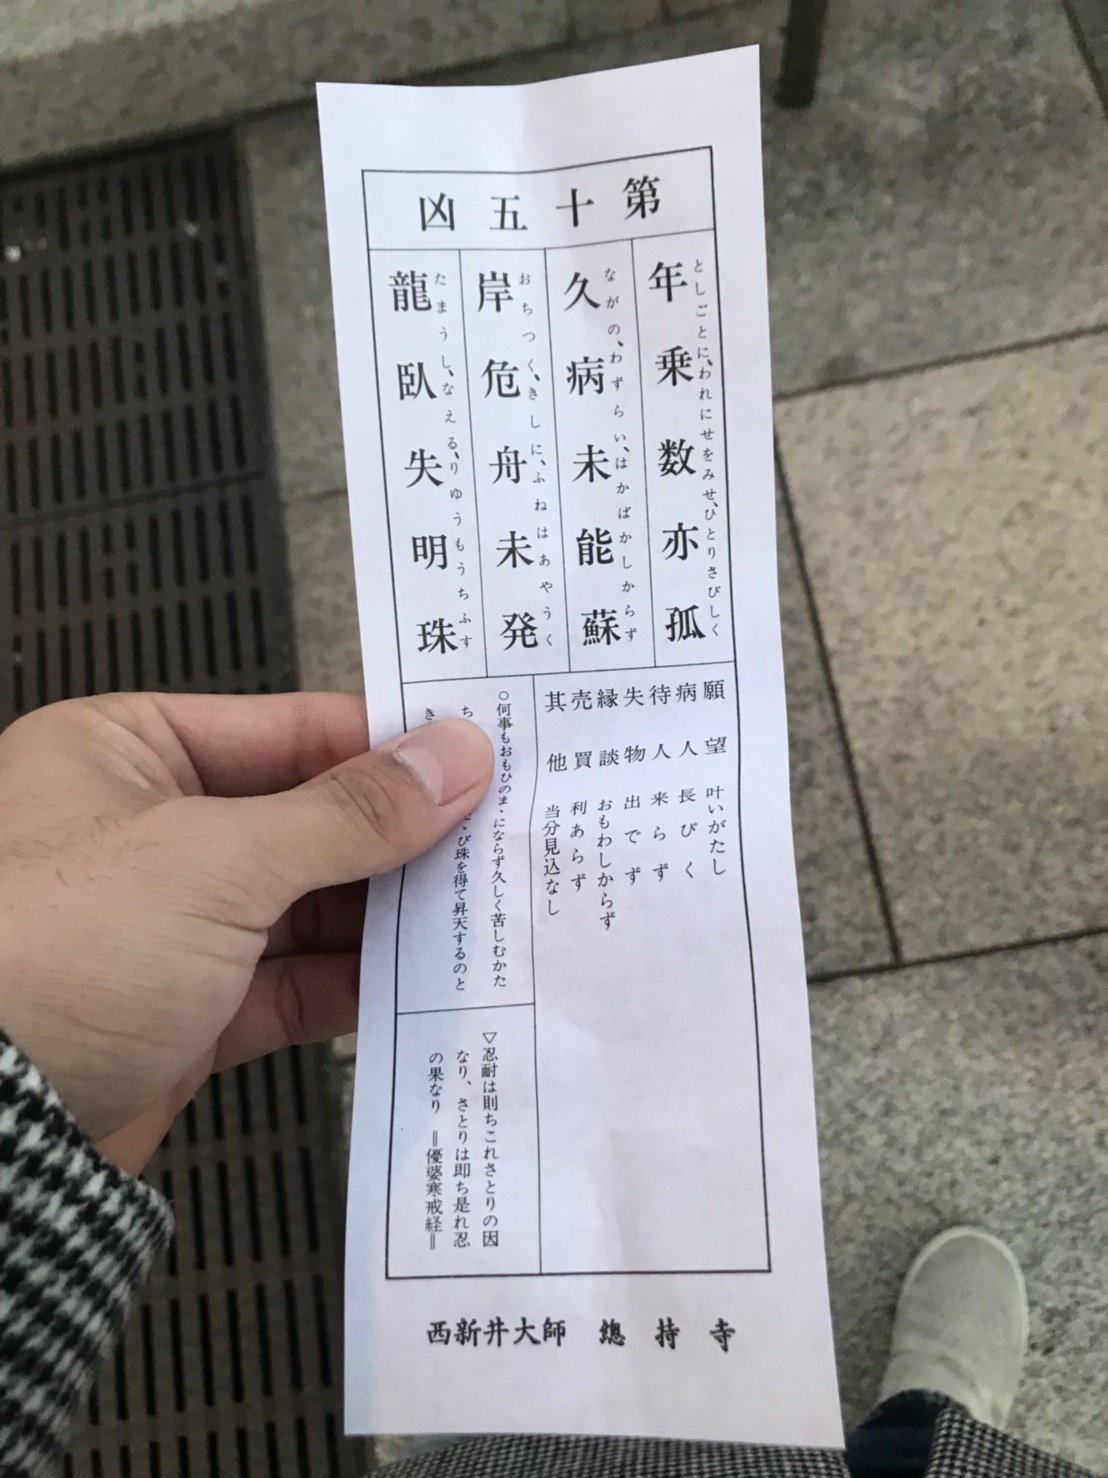 第十五凶
年乗数亦孤
としごとに、われにせをみせ、ひとりさびしく
久病未能蘇
ながの、わずらい、はかばかしからず
岸危舟未発
おちつく、きしに、ふねはあやうく
龍臥失明珠
たまうし、なえる、りゆうもうちふす
願望 叶いがたし
病人 長びく
待人 来らず
失物 出でず
縁談 おもわしからず
売買 利あらず
其他 当分見込なし
○何事もおもひのまゝにならず久しく苦しむかた
ち
び珠を得て昇天するのと
き
▽忍耐は則ちこれさとりの因
なり、さとりは即ち是れ忍
の果なり ＝優婆寒戒経＝
西新井大師 總持寺